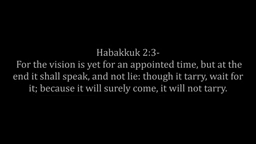 Habakkuk 2:3-
For the vision is yet for an appointed time, but at the
end it shall speak, and not lie: though it tarry, wait for
it; because it will surely come, it will not tarry.